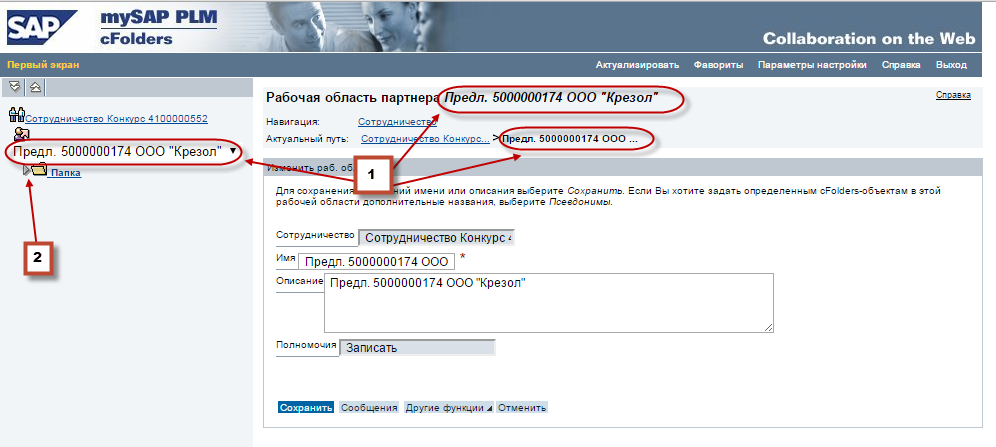 SAP
mySAP PLM
cFolders
Collaboration on the Web
Первый экран
Актуализировать Фавориты Параметры настройки Справка Выход
Сотрудничество Конкурс 4100000552
Предл. 5000000174 ООО "Крезол"
Папка
2
1
Рабочая область партнера Предл. 5000000174 ООО "Крезол"
Справка
Навигация: Сотрудничество
Актуальный путь: Сотрудничество Конкурс... > Предл. 5000000174 ООО ...
Изменить раб. об
Для сохранения ний имени или описания выберите Сохранить. Если Вы хотите задать определенным cFolders-объектам в этой
рабочей области дополнительные названия, выберите Псевдонимы.
Сотрудничество Сотрудничество Конкурс 4
Имя Предл. 5000000174 ООО *
Описание Предл. 5000000174 ООО "Крезол"
Полномочия Записать
Сохранить Сообщения Другие функции Отменить